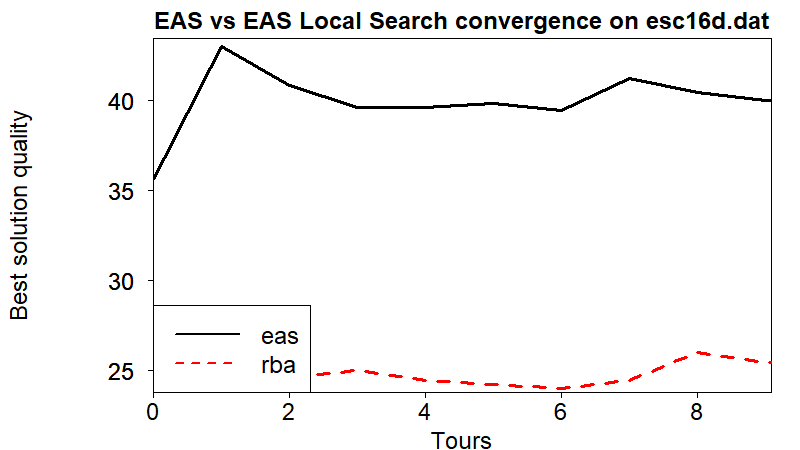 EAS vs EAS Local Search convergence on esc16d.dat
Best solution quality
40
35
30
25
eas
rba
0 2 4 6 8
Tours